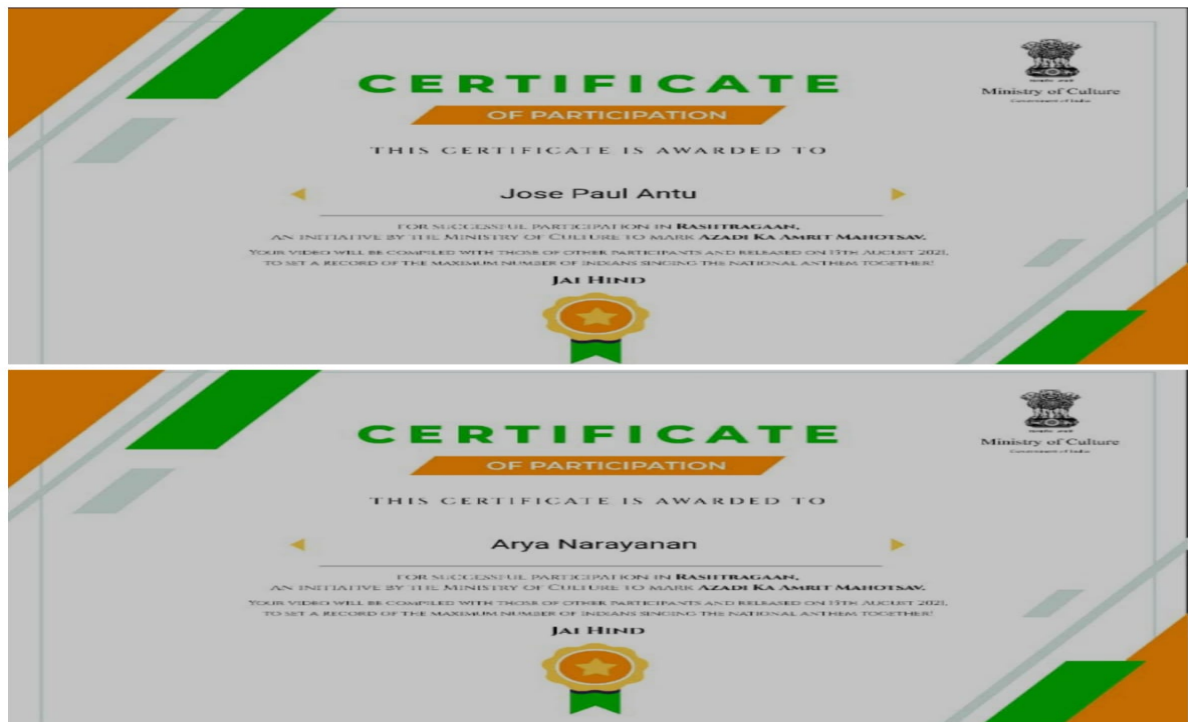 CERTIFICATE
OF PARTICIPATION
Ministry of Culture
Government of India
THIS CERTIFICATE IS AWARDED TO
Jose Paul Antu
FOR SUCCESSFUL PARTICIPATION IN RASHTRAGAAN,
AN INITIATIVE BY THE MINISTRY OF CULTURE TO MARK AZADI KA AMRIT MAHOTSAV.
YOUR VIDEO WILL BE COMPILED WITH THOSE OF OTHER PARTICIPANTS AND RELEASED ON 15TH AUGUST 2021,
TO SET A RECORD OF THE MAXIMUM NUMBER OF INDIANS SINGING THE NATIONAL ANTHEM TOGETHER!
JAI HIND
CERTIFICATE
OF PARTICIPATION
Ministry of Culture
Government of India
THIS CERTIFICATE IS AWARDED TO
Arya Narayanan
FOR SUCCESSFUL PARTICIPATION IN RASHTRAGAAN,
AN INITIATIVE BY THE MINISTRY OF CULTURE TO MARK AZADI KA AMRIT MAHOTSAV.
YOUR VIDEO WILL BE COMPILED WITH THOSE OF OTHER PARTICIPANTS AND RELEASED ON 15TH AUGUST 2021,
TO SET A RECORD OF THE MAXIMUM NUMBER OF INDIANS SINGING THE NATIONAL ANTHEM TOGETHER!
JAI HIND